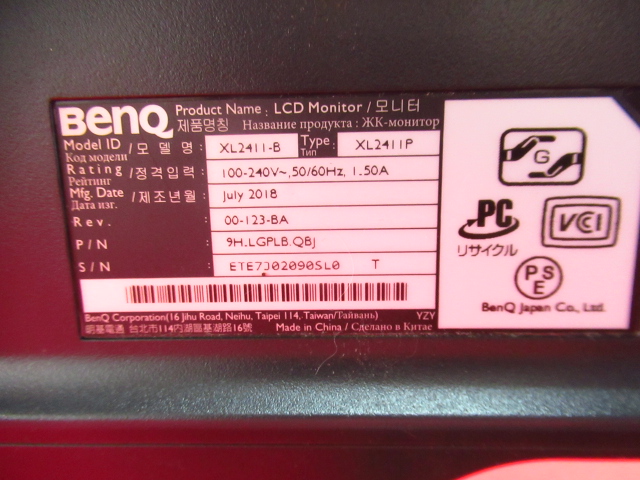 BenQ Product Name : LCD Monitor / 모니터
제품명칭 Название продукта : ЖК-монитор
Model ID / 모 델 명 : XL2411-B Type : XL2411P
Код модели Тип
Rating / 정격입력 : 100-240V~,50/60Hz, 1.50A
Рейтинг
Mfg. Date / 제조년월 : July 2018
Дата изг.
Rev. 00-123-BA
P/N 9H.LGPLB.QBJ
S/N ETE7J02090SL0 T
BenQ Corporation(16 Jihu Road, Neihu, Taipei 114, Taiwan/Тайвань) YZY
明基電通 台北市114內湖區基湖路16號 Made in China / Сделано в Китае
G
PC
リサイクル
VCCI
PSE
BenQ Japan Co., Ltd.